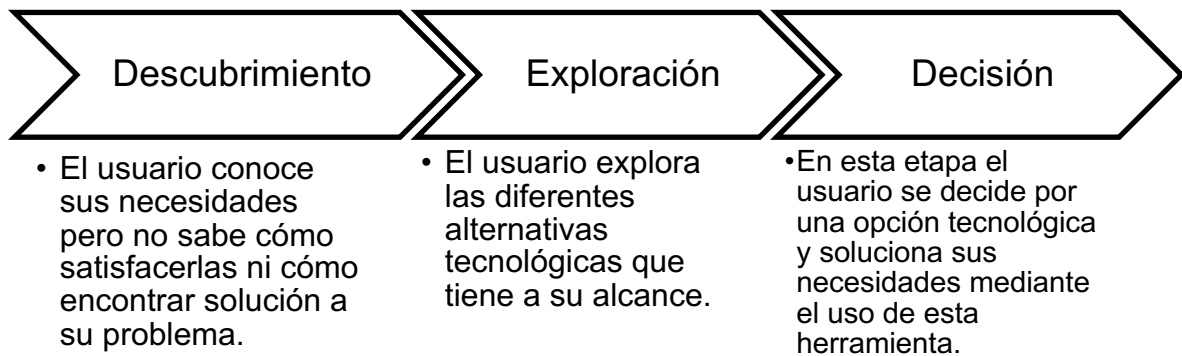 Descubrimiento
• El usuario conoce
sus necesidades
pero no sabe cómo
satisfacerlas ni cómo
encontrar solución a
su problema.
Exploración
• El usuario explora
las diferentes
alternativas
tecnológicas que
tiene a su alcance.
Decisión
•En esta etapa el
usuario se decide por
una opción tecnológica
y soluciona sus
necesidades mediante
el uso de esta
herramienta.